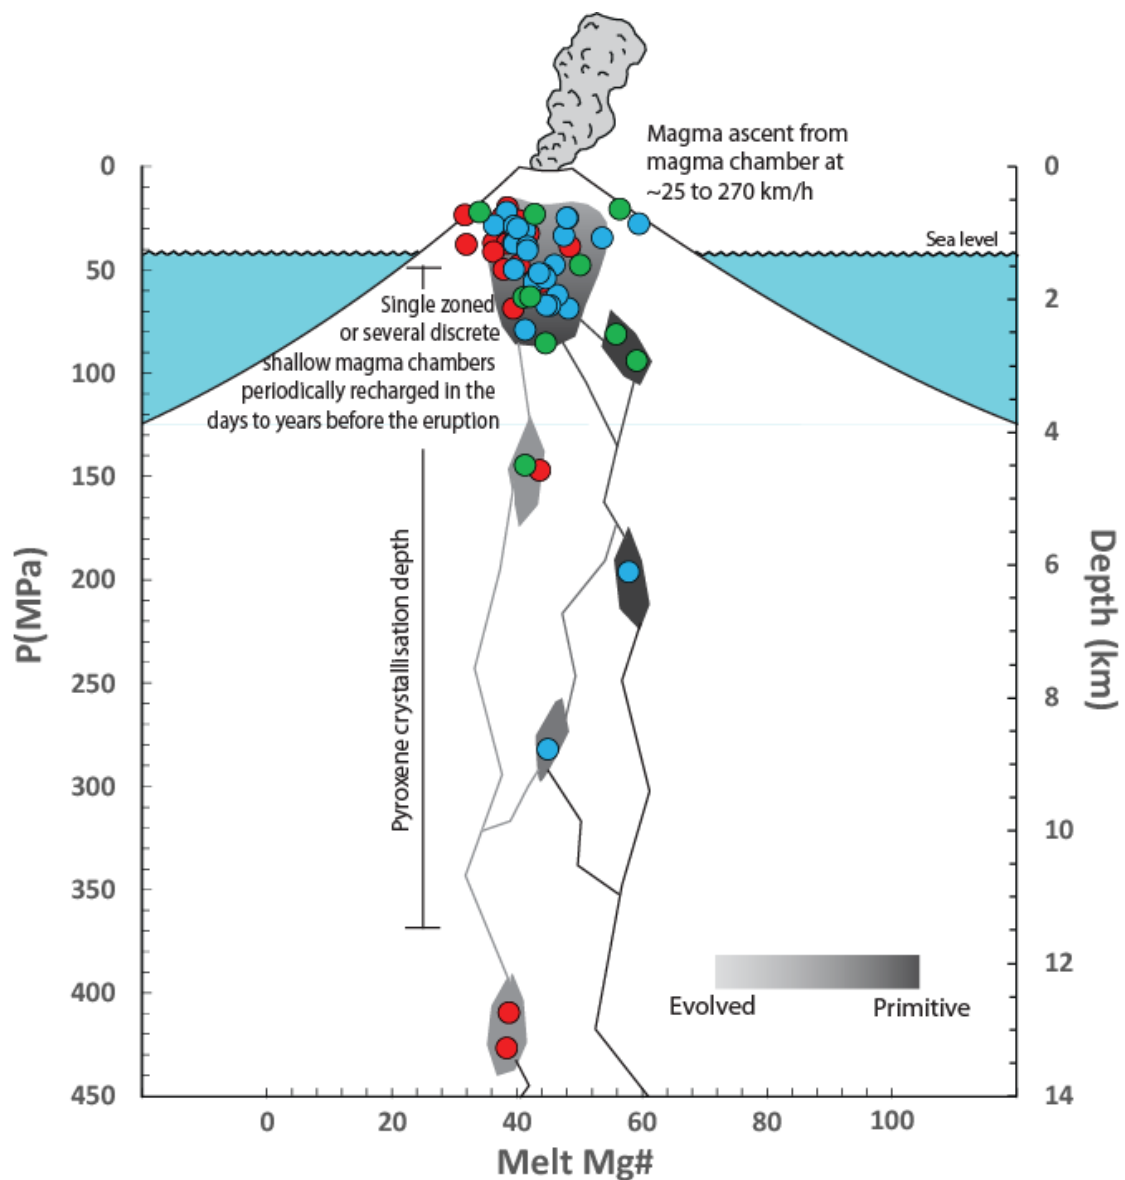 Magma ascent from
magma chamber at
~25 to 270 km/h
Sea level
Single zoned
or several discrete
shallow magma chambers
periodically recharged in the
days to years before the eruption
Pyroxene crystallisation depth
Evolved
Primitive
P(MPa)
0
50
100
150
200
250
300
350
400
450
Depth (km)
0
2
4
6
8
10
12
14
0 20 40 60 80 100
Melt Mg#